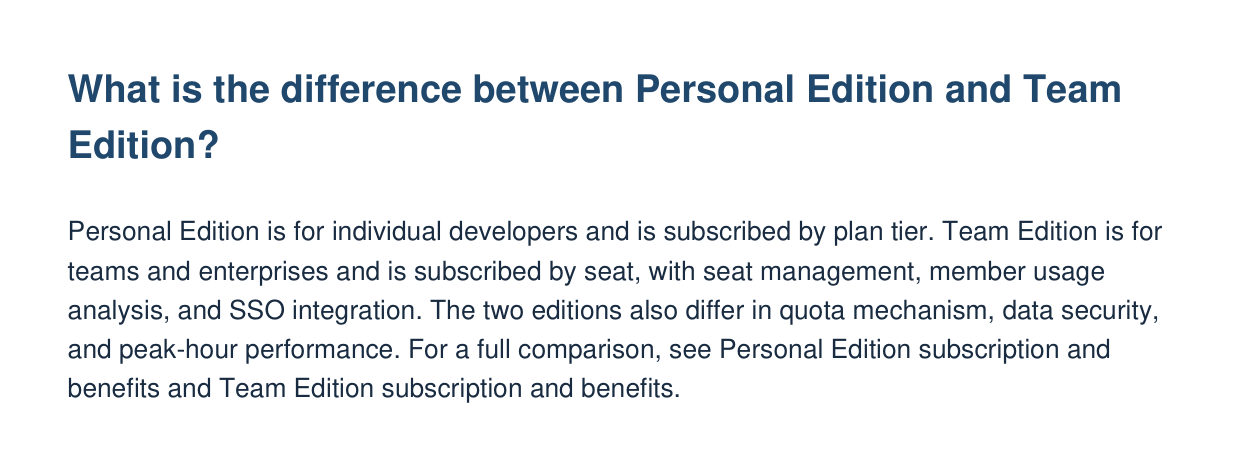 What is the difference between Personal Edition and Team
Edition?
Personal Edition is for individual developers and is subscribed by plan tier. Team Edition is for
teams and enterprises and is subscribed by seat, with seat management, member usage
analysis, and SSO integration. The two editions also differ in quota mechanism, data security,
and peak-hour performance. For a full comparison, see Personal Edition subscription and
benefits and Team Edition subscription and benefits.